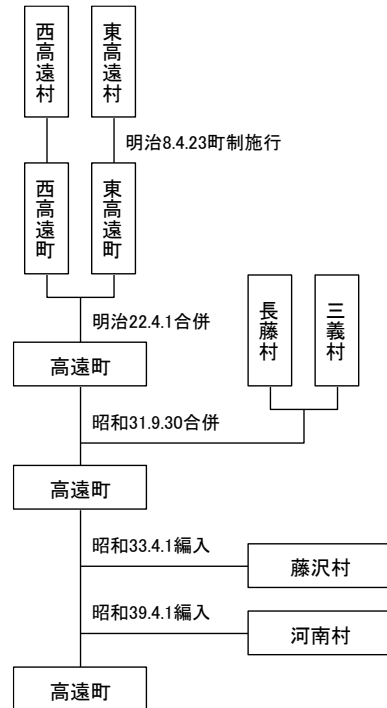 西高遠村
東高遠村
明治8.4.23町制施行
西高遠町
東高遠町
明治22.4.1合併
長藤村
三義村
高遠町
昭和31.9.30合併
高遠町
昭和33.4.1編入
藤沢村
昭和39.4.1編入
河南村
高遠町